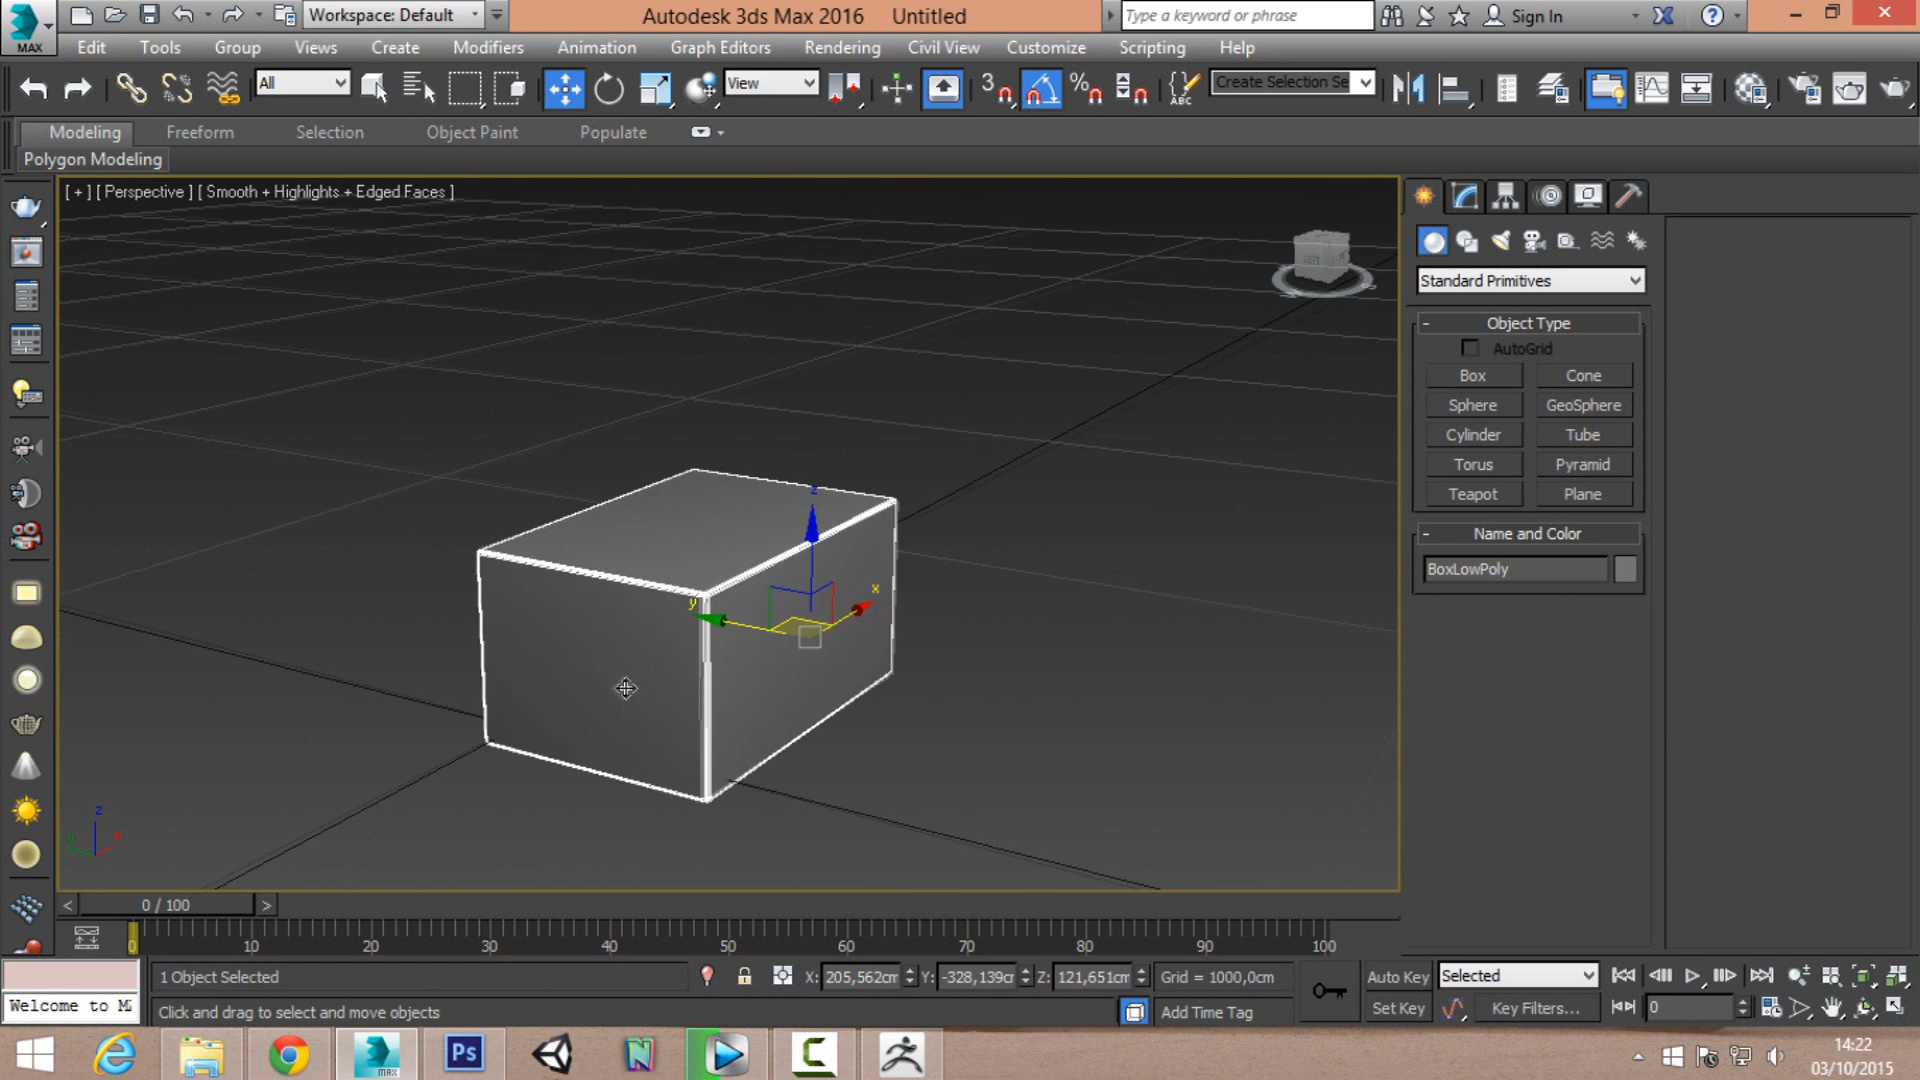 Workspace: Default
Autodesk 3ds Max 2016 Untitled
Type a keyword or phrase
Sign In
MAX
Edit Tools Group Views Create Modifiers Animation Graph Editors Rendering Civil View Customize Scripting Help
All
View
3
%
ABC
Create Selection Se
Modeling Freeform Selection Object Paint Populate
Polygon Modeling
[ + ] [ Perspective ] [ Smooth + Highlights + Edged Faces ]
Standard Primitives
- Object Type
AutoGrid
Box Cone
Sphere GeoSphere
Cylinder Tube
Torus Pyramid
Teapot Plane
- Name and Color
BoxLowPoly
z
x
y
z
x
y
< 0 / 100 >
0 10 20 30 40 50 60 70 80 90 100
1 Object Selected
X: 205,562cm Y: -328,139cm Z: 121,651cm Grid = 1000,0cm
Auto Key Selected
Welcome to M
Click and drag to select and move objects
Add Time Tag
Set Key Key Filters... 0
MAX
Ps
N
C
14:22
03/10/2015